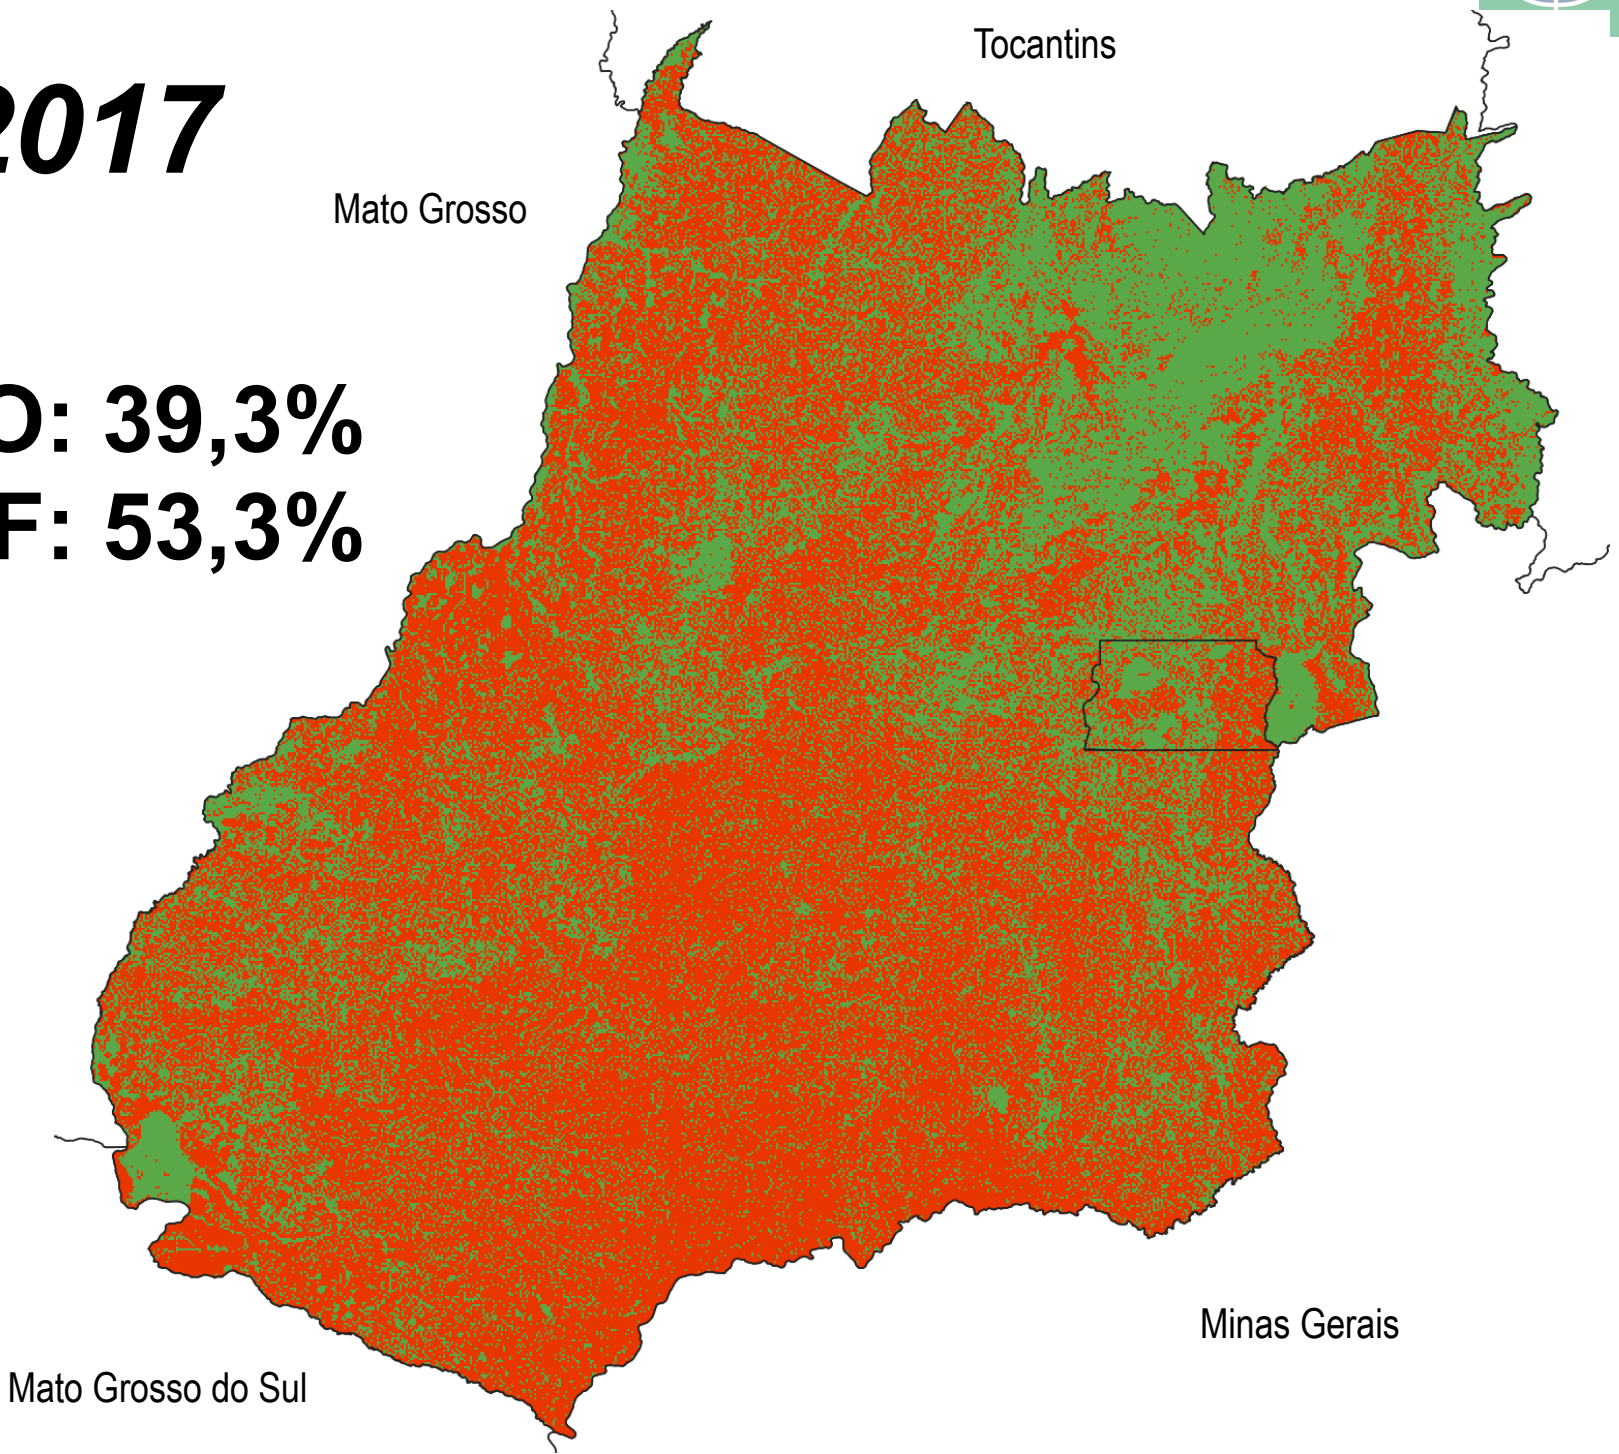 Tocantins
2017
Mato Grosso
O: 39,3%
F: 53,3%
Minas Gerais
Mato Grosso do Sul